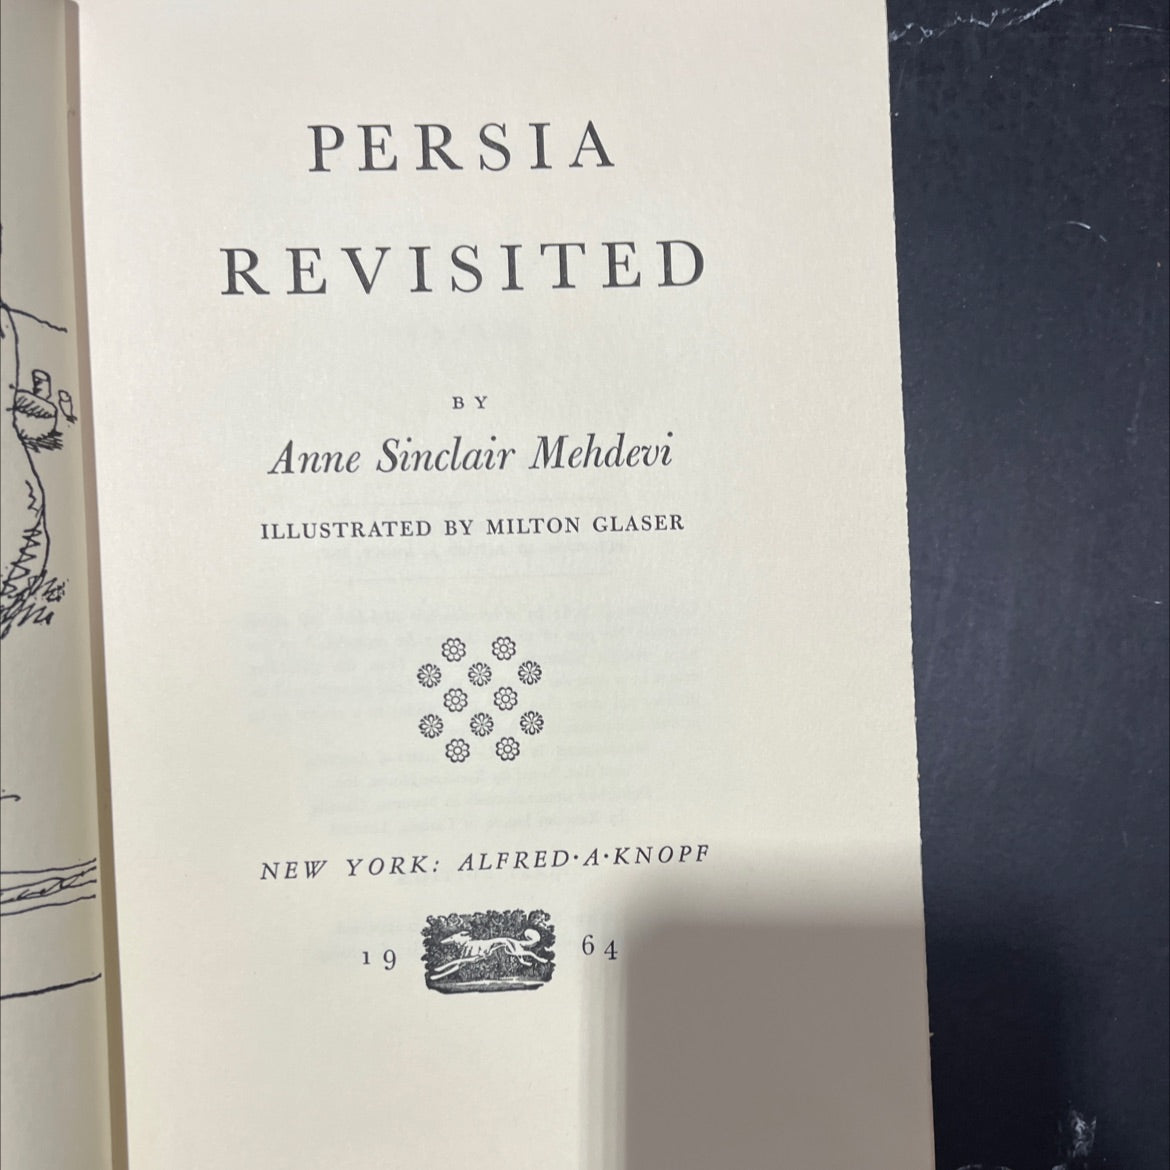 PERSIA
REVISITED
BY
Anne Sinclair Mehdevi
ILLUSTRATED BY MILTON GLASER
NEW YORK: ALFRED·A·KNOPF
19 64